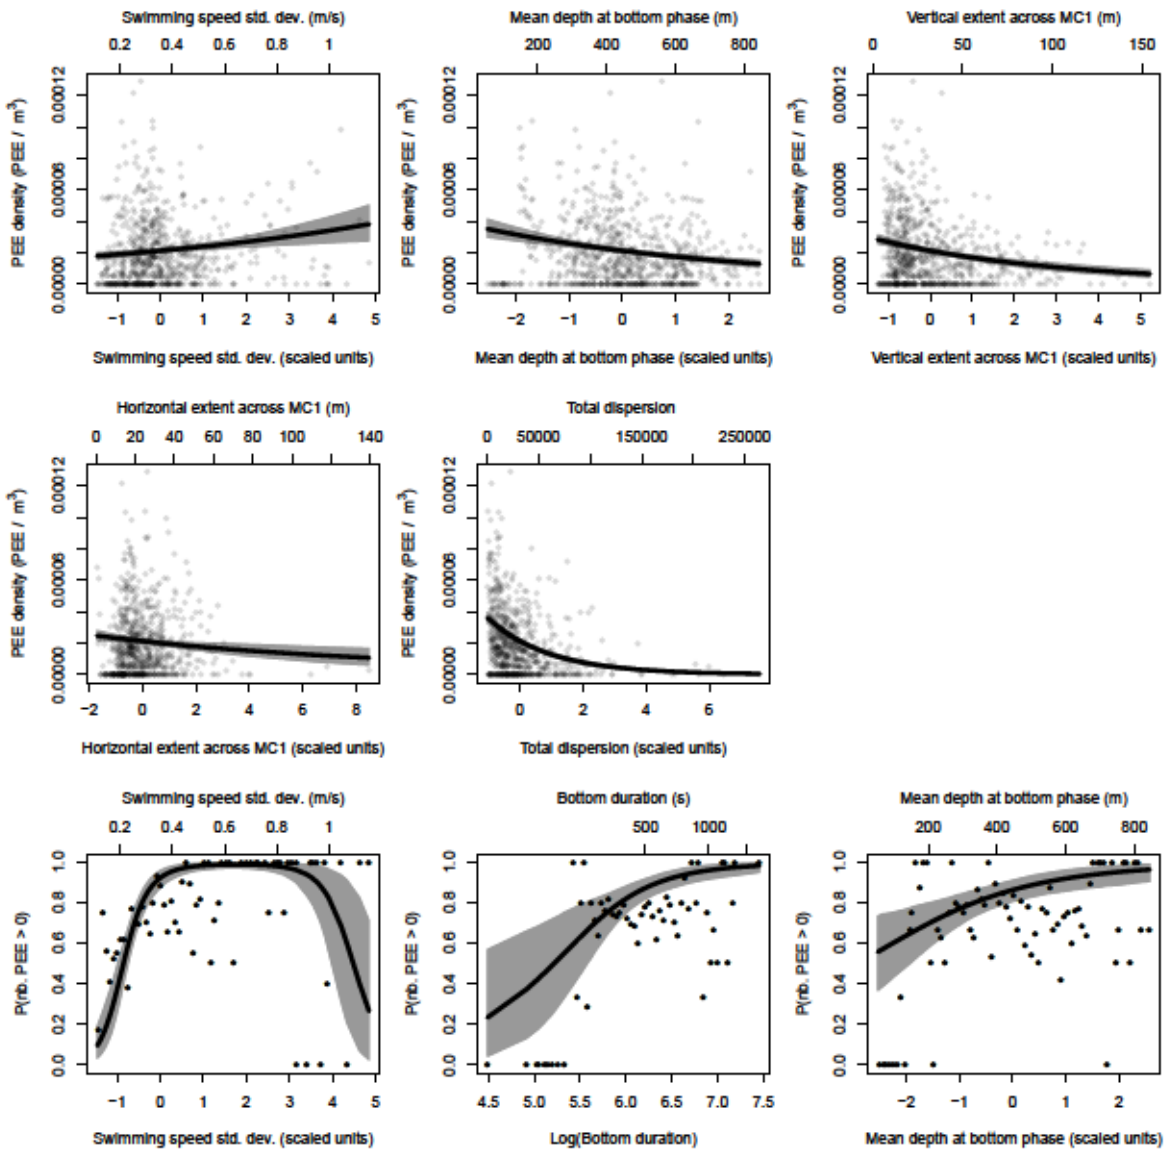 Swimming speed std. dev. (m/s) Mean depth at bottom phase (m) Vertical extent across MC1 (m)
0.2 0.4 0.6 0.8 1 200 400 600 800 0 50 100 150
PEE density (PEE / m³) PEE density (PEE / m³) PEE density (PEE / m³)
0.00000 0.00006 0.00012 0.00000 0.00006 0.00012 0.00000 0.00006 0.00012
−1 0 1 2 3 4 5 −2 −1 0 1 2 −1 0 1 2 3 4 5
Swimming speed std. dev. (scaled units) Mean depth at bottom phase (scaled units) Vertical extent across MC1 (scaled units)
Horizontal extent across MC1 (m) Total dispersion
0 20 40 60 80 100 140 0 50000 150000 250000
PEE density (PEE / m³) PEE density (PEE / m³)
0.00000 0.00006 0.00012 0.00000 0.00006 0.00012
−2 0 2 4 6 8 0 2 4 6
Horizontal extent across MC1 (scaled units) Total dispersion (scaled units)
Swimming speed std. dev. (m/s) Bottom duration (s) Mean depth at bottom phase (m)
0.2 0.4 0.6 0.8 1 500 1000 200 400 600 800
P(nb. PEE > 0) P(nb. PEE > 0) P(nb. PEE > 0)
0.0 0.2 0.4 0.6 0.8 1.0 0.0 0.2 0.4 0.6 0.8 1.0 0.0 0.2 0.4 0.6 0.8 1.0
−1 0 1 2 3 4 5 4.5 5.0 5.5 6.0 6.5 7.0 7.5 −2 −1 0 1 2
Swimming speed std. dev. (scaled units) Log(Bottom duration) Mean depth at bottom phase (scaled units)